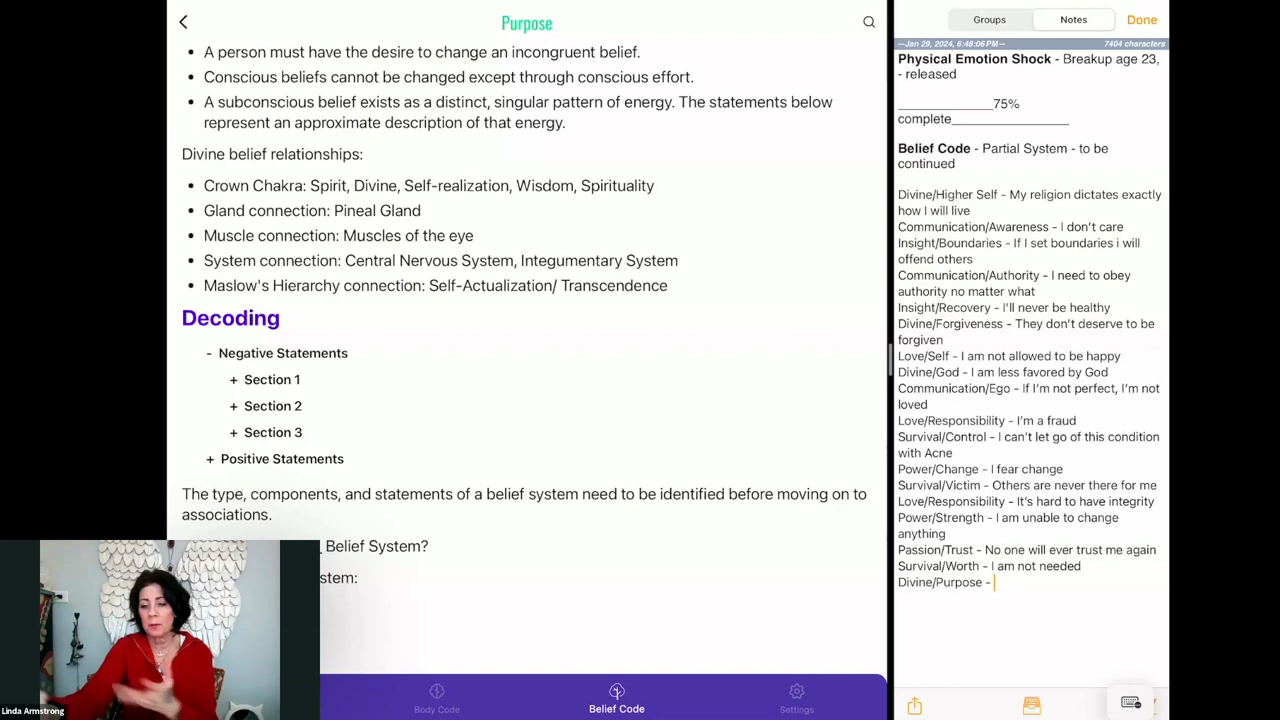 Purpose
• A person must have the desire to change an incongruent belief.
• Conscious beliefs cannot be changed except through conscious effort.
• A subconscious belief exists as a distinct, singular pattern of energy. The statements below
represent an approximate description of that energy.
Divine belief relationships:
• Crown Chakra: Spirit, Divine, Self-realization, Wisdom, Spirituality
• Gland connection: Pineal Gland
• Muscle connection: Muscles of the eye
• System connection: Central Nervous System, Integumentary System
• Maslow's Hierarchy connection: Self-Actualization/ Transcendence
Decoding
- Negative Statements
+ Section 1
+ Section 2
+ Section 3
+ Positive Statements
The type, components, and statements of a belief system need to be identified before moving on to
associations.
Belief System?
stem:
Body Code
Belief Code
Settings
Linda Armstrong
Groups
Notes
Done
—Jan 29, 2024, 6:48:06 PM—
7404 characters
Physical Emotion Shock - Breakup age 23,
- released
______________75%
complete_________________
Belief Code - Partial System - to be
continued
Divine/Higher Self - My religion dictates exactly
how I will live
Communication/Awareness - I don't care
Insight/Boundaries - If I set boundaries i will
offend others
Communication/Authority - I need to obey
authority no matter what
Insight/Recovery - I'll never be healthy
Divine/Forgiveness - They don't deserve to be
forgiven
Love/Self - I am not allowed to be happy
Divine/God - I am less favored by God
Communication/Ego - If I'm not perfect, I'm not
loved
Love/Responsibility - I'm a fraud
Survival/Control - I can't let go of this condition
with Acne
Power/Change - I fear change
Survival/Victim - Others are never there for me
Love/Responsibility - It's hard to have integrity
Power/Strength - I am unable to change
anything
Passion/Trust - No one will ever trust me again
Survival/Worth - I am not needed
Divine/Purpose -